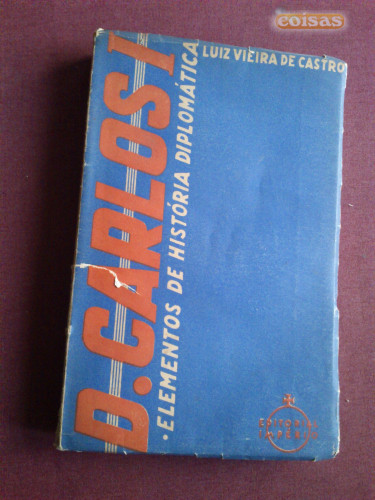 coisas
LUIZ VIEIRA DE CASTRO
D. CARLOS I
• ELEMENTOS DE HISTÓRIA DIPLOMÁTICA
EDITORIAL
IMPÉRIO